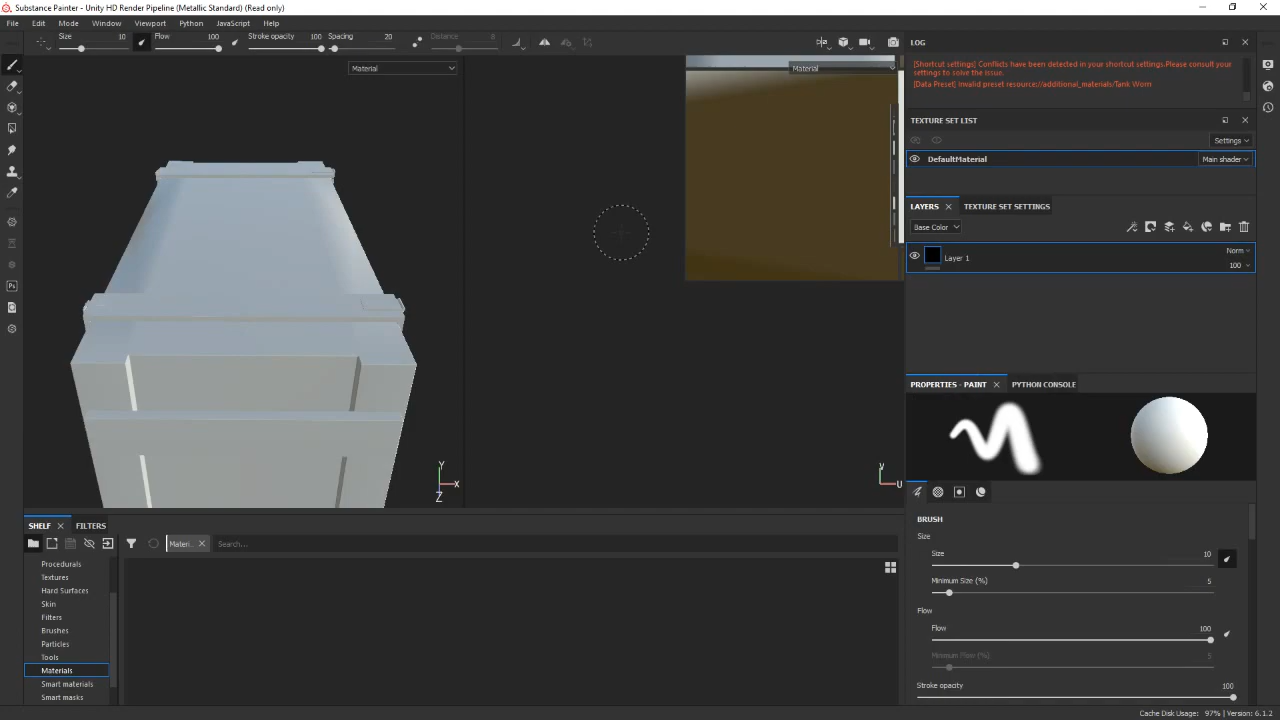 Substance Painter - Unity HD Render Pipeline (Metallic Standard) (Read only)
File Edit Mode Window Viewport Python JavaScript Help
Size 10 Flow 100 Stroke opacity 100 Spacing 20 Distance 8
Material
Material
Y
X
Z
V
U
LOG
[Shortcut settings] Conflicts have been detected in your shortcut settings.Please consult your
settings to solve the issue.
[Data Preset] Invalid preset resource://additional_materials/Tank Worn
TEXTURE SET LIST
Settings
DefaultMaterial Main shader
LAYERS TEXTURE SET SETTINGS
Base Color
Layer 1 Norm
100
PROPERTIES - PAINT PYTHON CONSOLE
BRUSH
Size
Size 10
Minimum Size (%) 5
Flow
Flow 100
Minimum Flow (%) 5
Stroke opacity 100
SHELF FILTERS
Materi... Search...
Procedurals
Textures
Hard Surfaces
Skin
Filters
Brushes
Particles
Tools
Materials
Smart materials
Smart masks
Ps
Cache Disk Usage: 97% | Version: 6.1.2